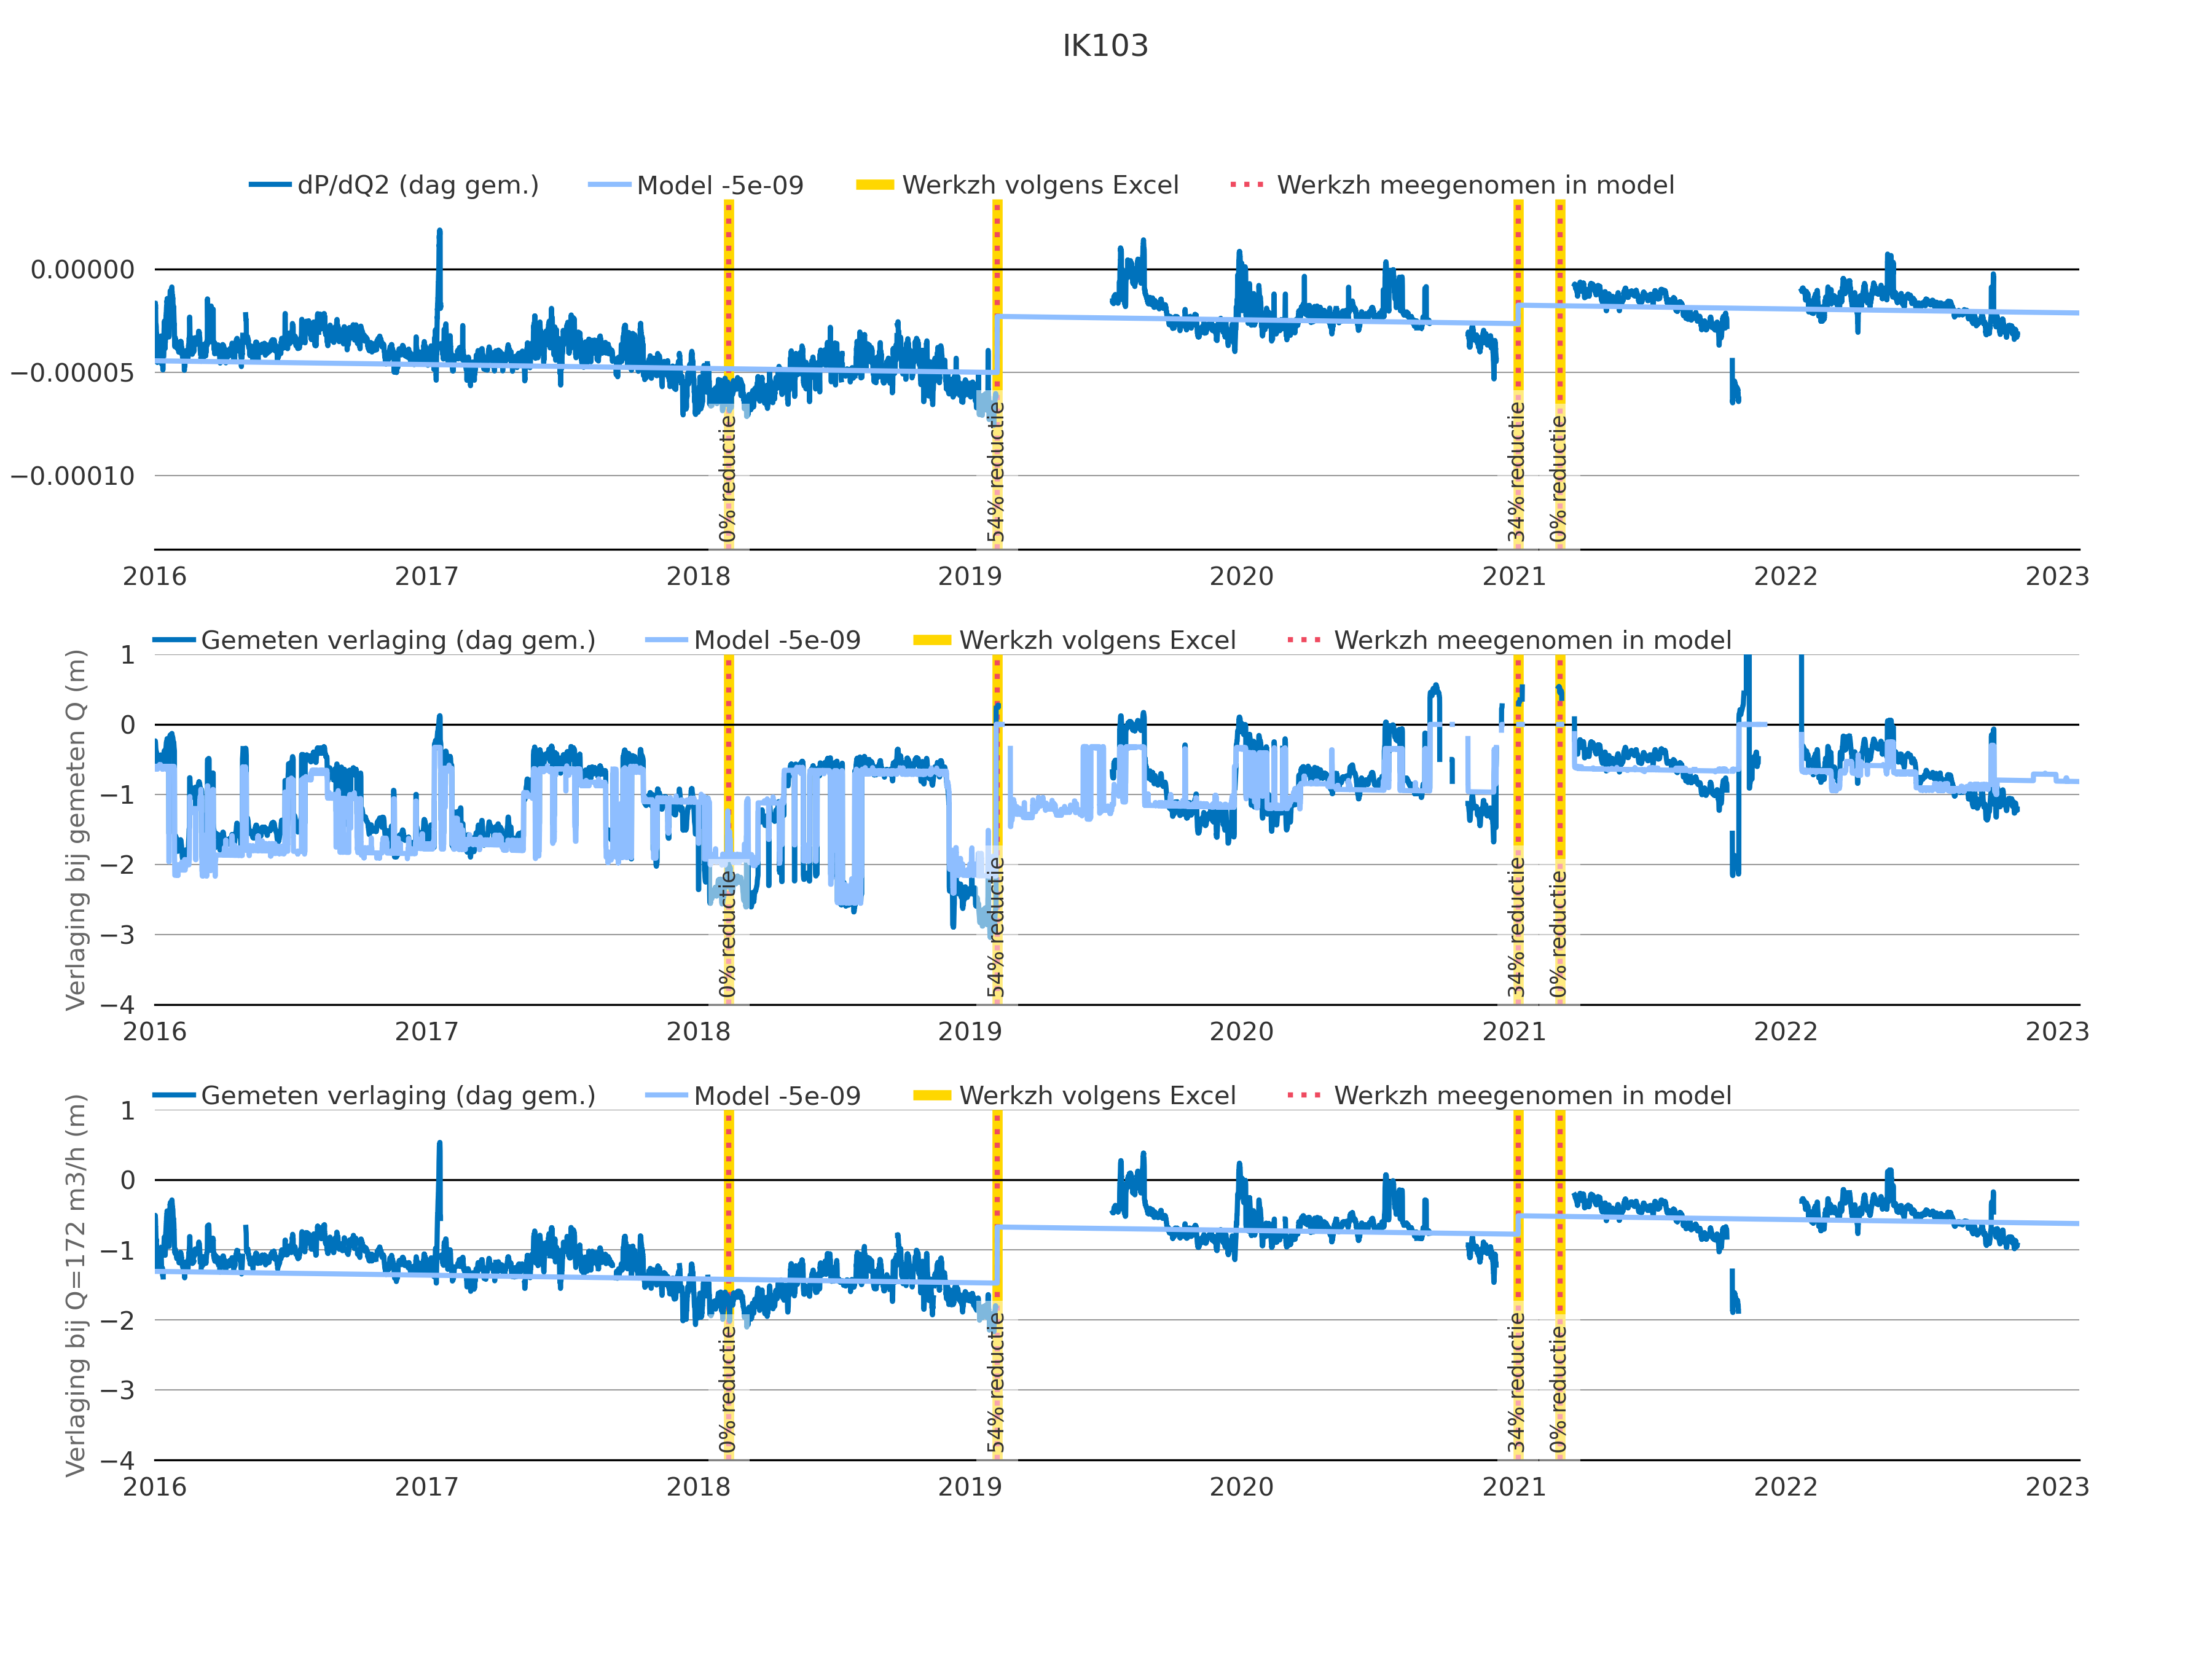 IK103
dP/dQ2 (dag gem.) Model -5e-09 Werkzh volgens Excel Werkzh meegenomen in model
0.00000
−0.00005
−0.00010
0% reductie
54% reductie
34% reductie
0% reductie
2016 2017 2018 2019 2020 2021 2022 2023
Gemeten verlaging (dag gem.) Model -5e-09 Werkzh volgens Excel Werkzh meegenomen in model
Verlaging bij gemeten Q (m)
1
0
−1
−2
−3
−4
0% reductie
54% reductie
34% reductie
0% reductie
2016 2017 2018 2019 2020 2021 2022 2023
Gemeten verlaging (dag gem.) Model -5e-09 Werkzh volgens Excel Werkzh meegenomen in model
Verlaging bij Q=172 m3/h (m)
1
0
−1
−2
−3
−4
0% reductie
54% reductie
34% reductie
0% reductie
2016 2017 2018 2019 2020 2021 2022 2023